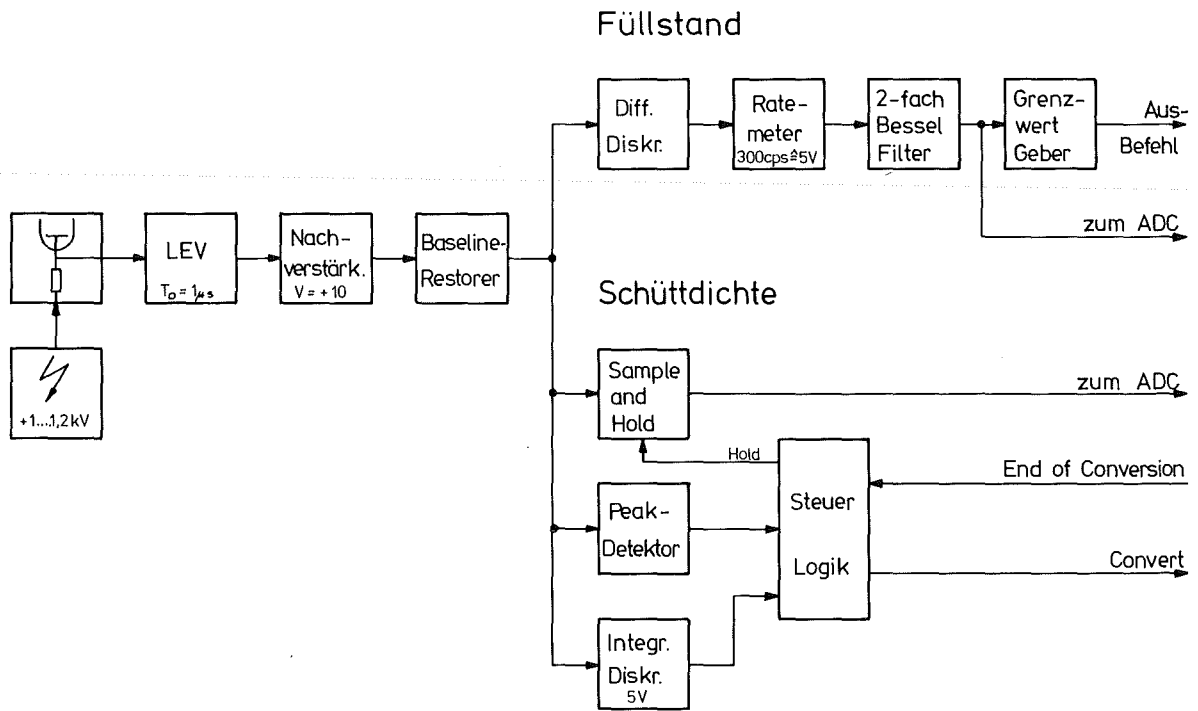 Füllstand
Diff.
Diskr.
Rate-
meter
300cps≙5V
2-fach
Bessel
Filter
Grenz-
wert
Geber
Aus-
Befehl
zum ADC
LEV
T₀ = 1µs
Nach-
verstärk.
V = +10
Baseline-
Restorer
+1....1,2kV
Schüttdichte
Sample
and
Hold
zum ADC
Hold
End of Conversion
Steuer
Logik
Peak-
Detektor
Convert
Integr.
Diskr.
5V